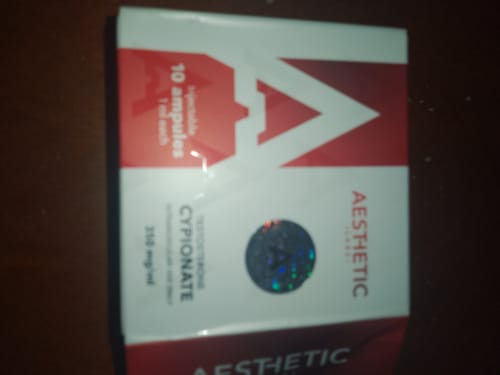 AESTHETIC
Injectable
10 ampules
1 ml each
TESTOSTERONE
CYPIONATE
250 mg/ml
AESTHETIC